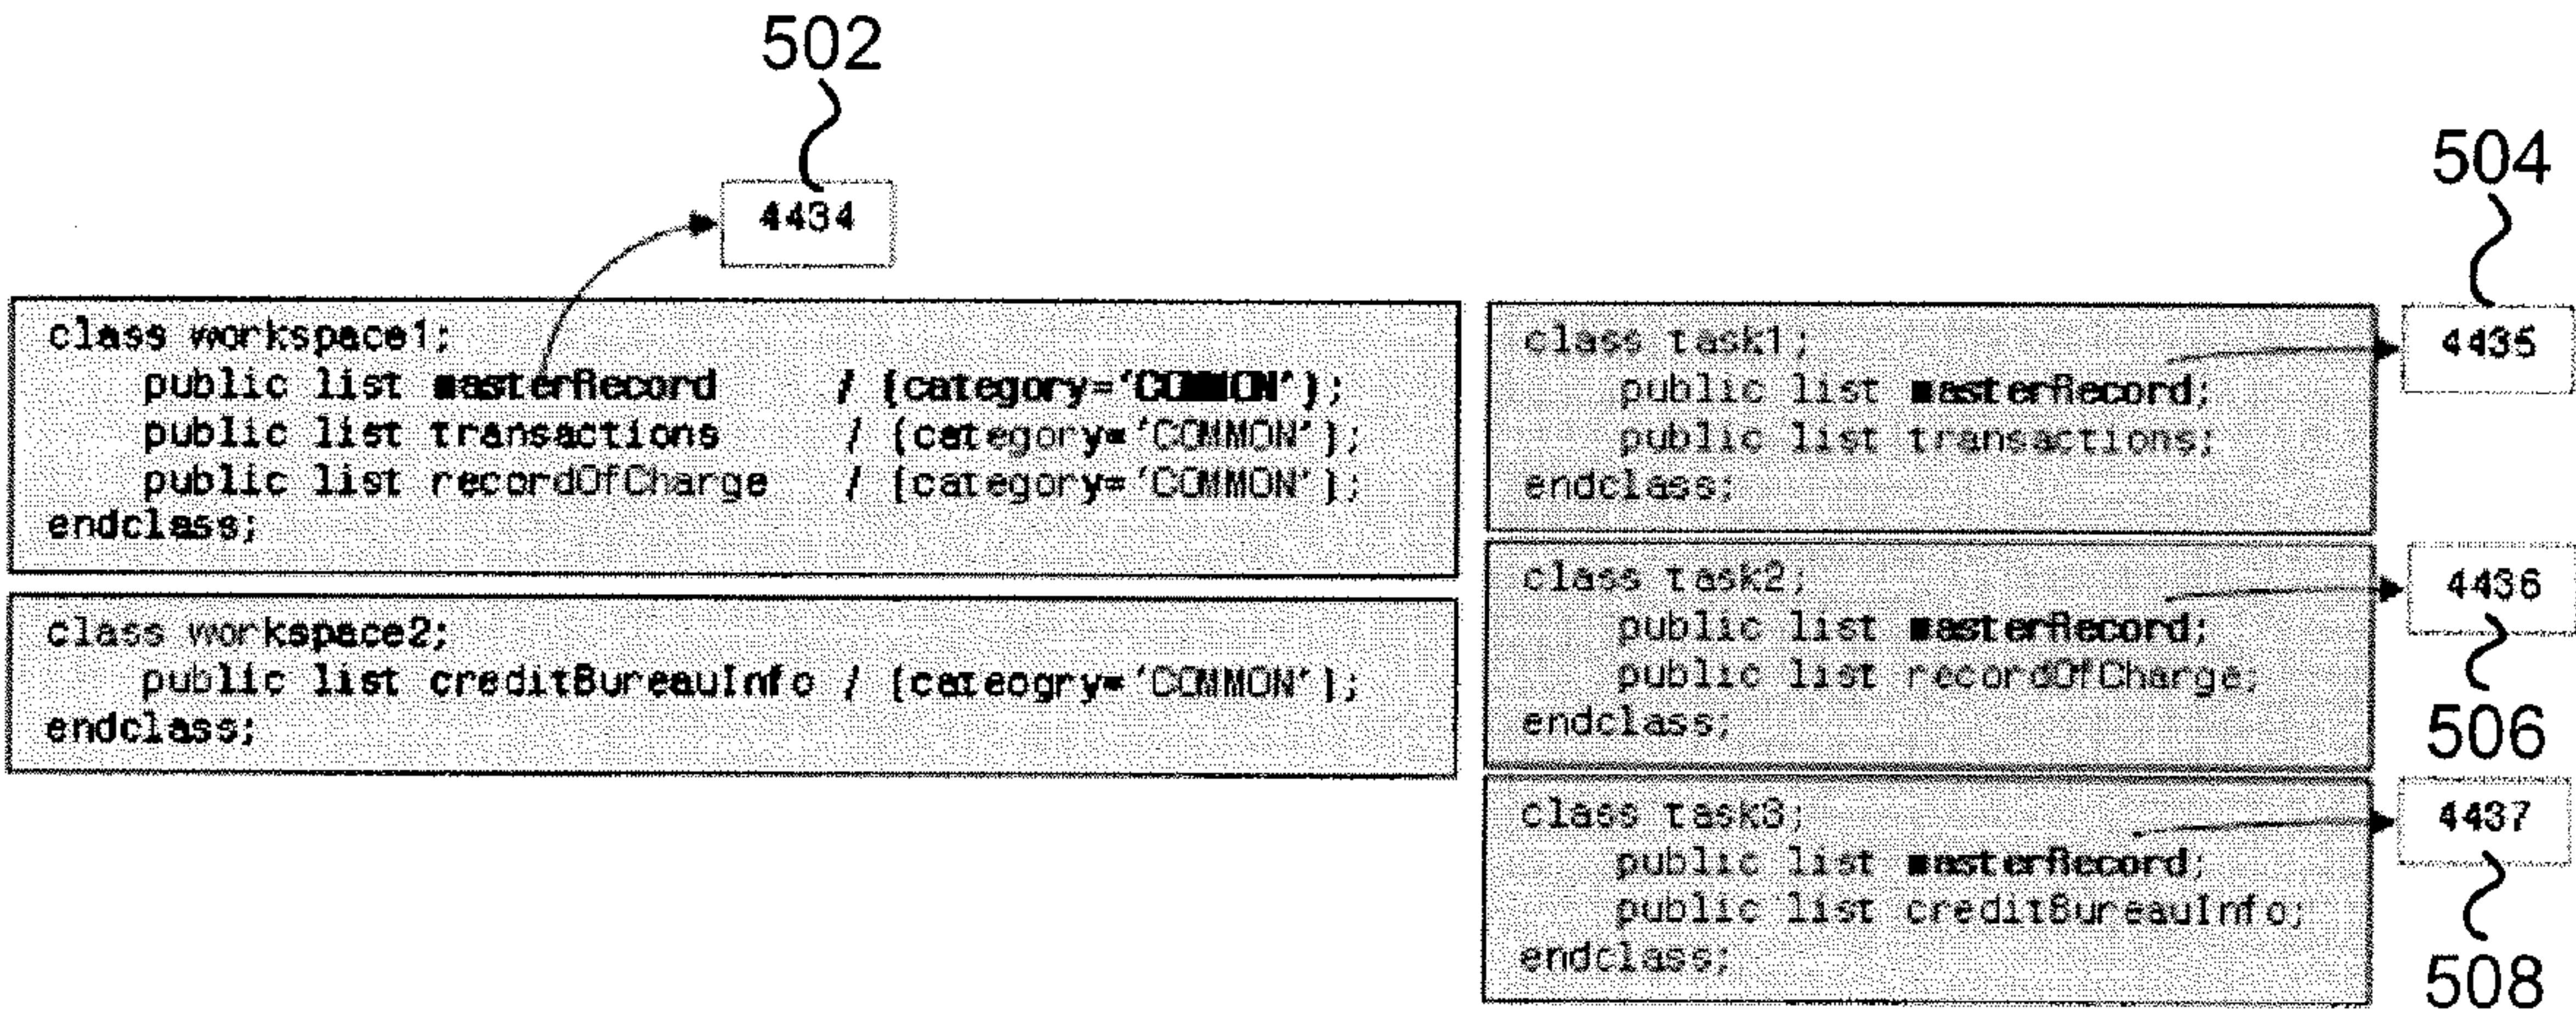 502
4434
504
4435
class workspace1;
public list masterRecord / (category='COMMON');
public list transactions / (category='COMMON');
public list recordOfCharge / (category='COMMON');
endclass;
class workspace2;
public list creditBureauInfo / (cateogry='COMMON');
endclass;
class task1;
public list masterRecord;
public list transactions;
endclass;
class task2;
public list masterRecord;
public list recordOfCharge;
endclass;
4436
506
class task3;
public list masterRecord;
public list creditBureauInfo;
endclass;
4437
508